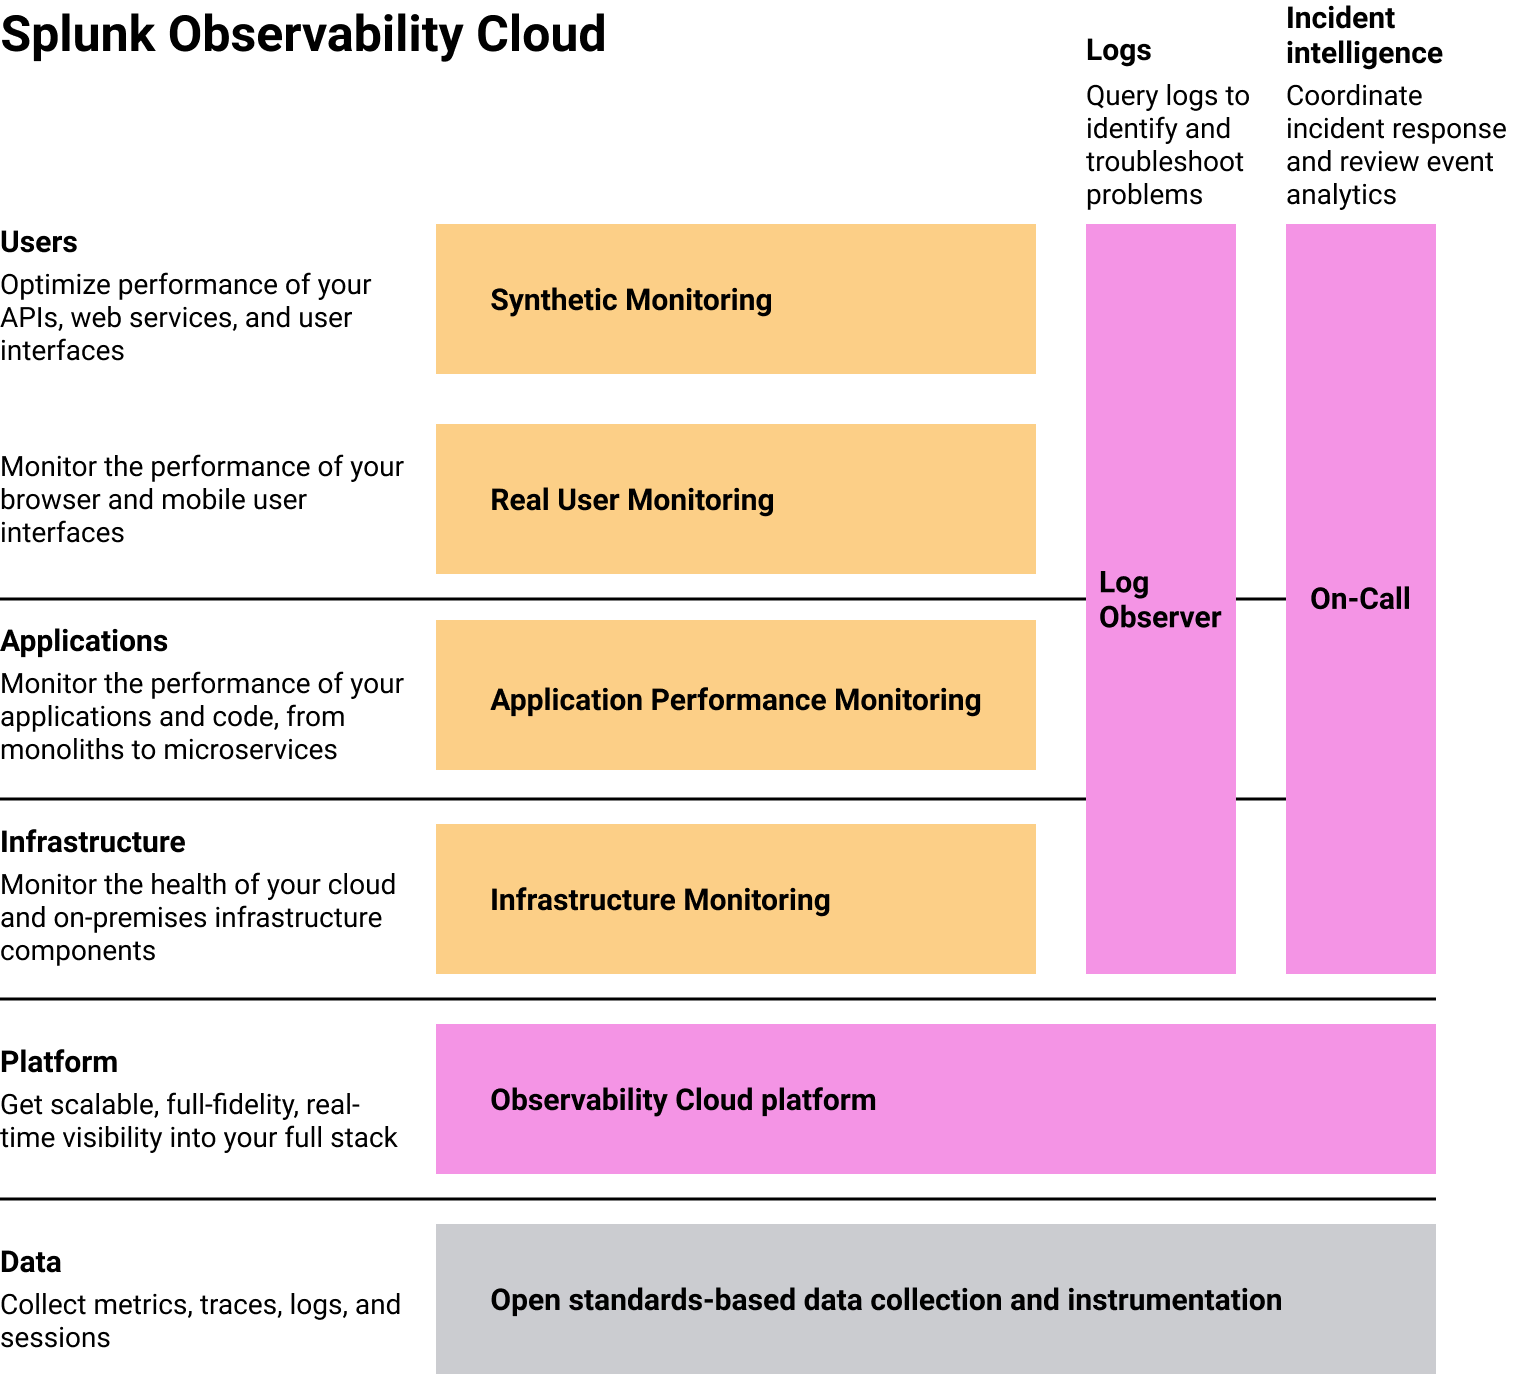 Splunk Observability Cloud
Logs
Query logs to
identify and
troubleshoot
problems
Incident
intelligence
Coordinate
incident response
and review event
analytics
Users
Optimize performance of your
APIs, web services, and user
interfaces
Synthetic Monitoring
Monitor the performance of your
browser and mobile user
interfaces
Real User Monitoring
Log
Observer
On-Call
Applications
Monitor the performance of your
applications and code, from
monoliths to microservices
Application Performance Monitoring
Infrastructure
Monitor the health of your cloud
and on-premises infrastructure
components
Infrastructure Monitoring
Platform
Get scalable, full-fidelity, real-
time visibility into your full stack
Observability Cloud platform
Data
Collect metrics, traces, logs, and
sessions
Open standards-based data collection and instrumentation